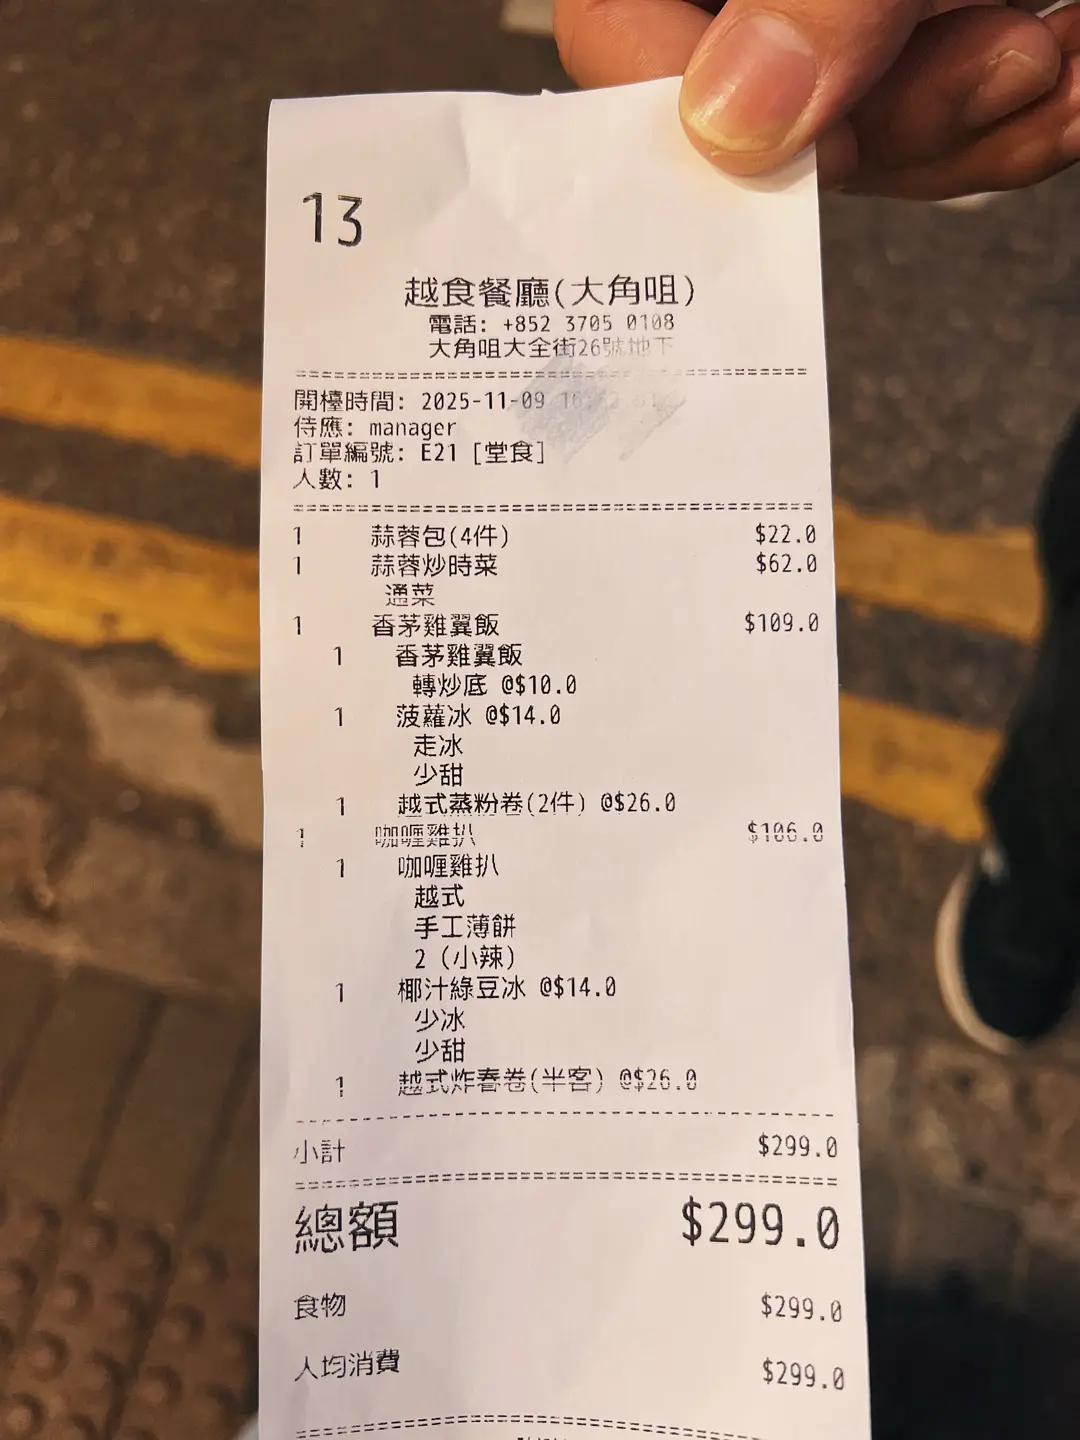 13
越食餐廳(大角咀)
電話: +852 3705 0108
大角咀大全街26號地下
開檯時間: 2025-11-09
侍應: manager
訂單編號: E21 [堂食]
人數: 1
1 蒜蓉包(4件) $22.0
1 蒜蓉炒時菜 $62.0
通菜
1 香茅雞翼飯 $109.0
1 香茅雞翼飯
轉炒底 @$10.0
1 菠蘿冰 @$14.0
走冰
少甜
1 越式蒸粉卷(2件) @$26.0
1 咖喱雞扒 $106.0
1 咖喱雞扒
越式
手工薄餅
2 (小辣)
1 椰汁綠豆冰 @$14.0
少冰
少甜
1 越式炸春卷(半客) @$26.0
小計 $299.0
總額 $299.0
食物 $299.0
人均消費 $299.0